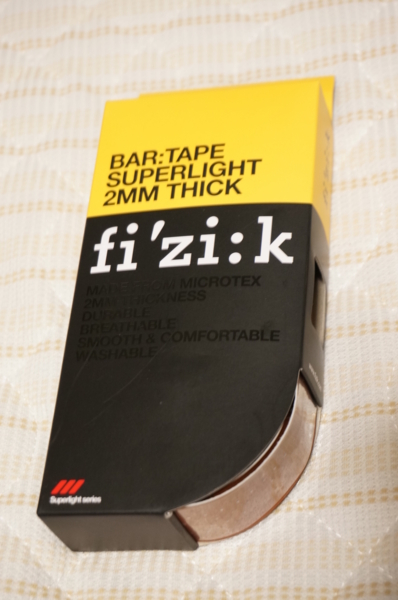 BAR:TAPE
SUPERLIGHT
2MM THICK
fi'zi:k
MADE FROM MICROTEX
2MM THICKNESS
DURABLE
BREATHABLE
SMOOTH & COMFORTABLE
WASHABLE
Superlight series